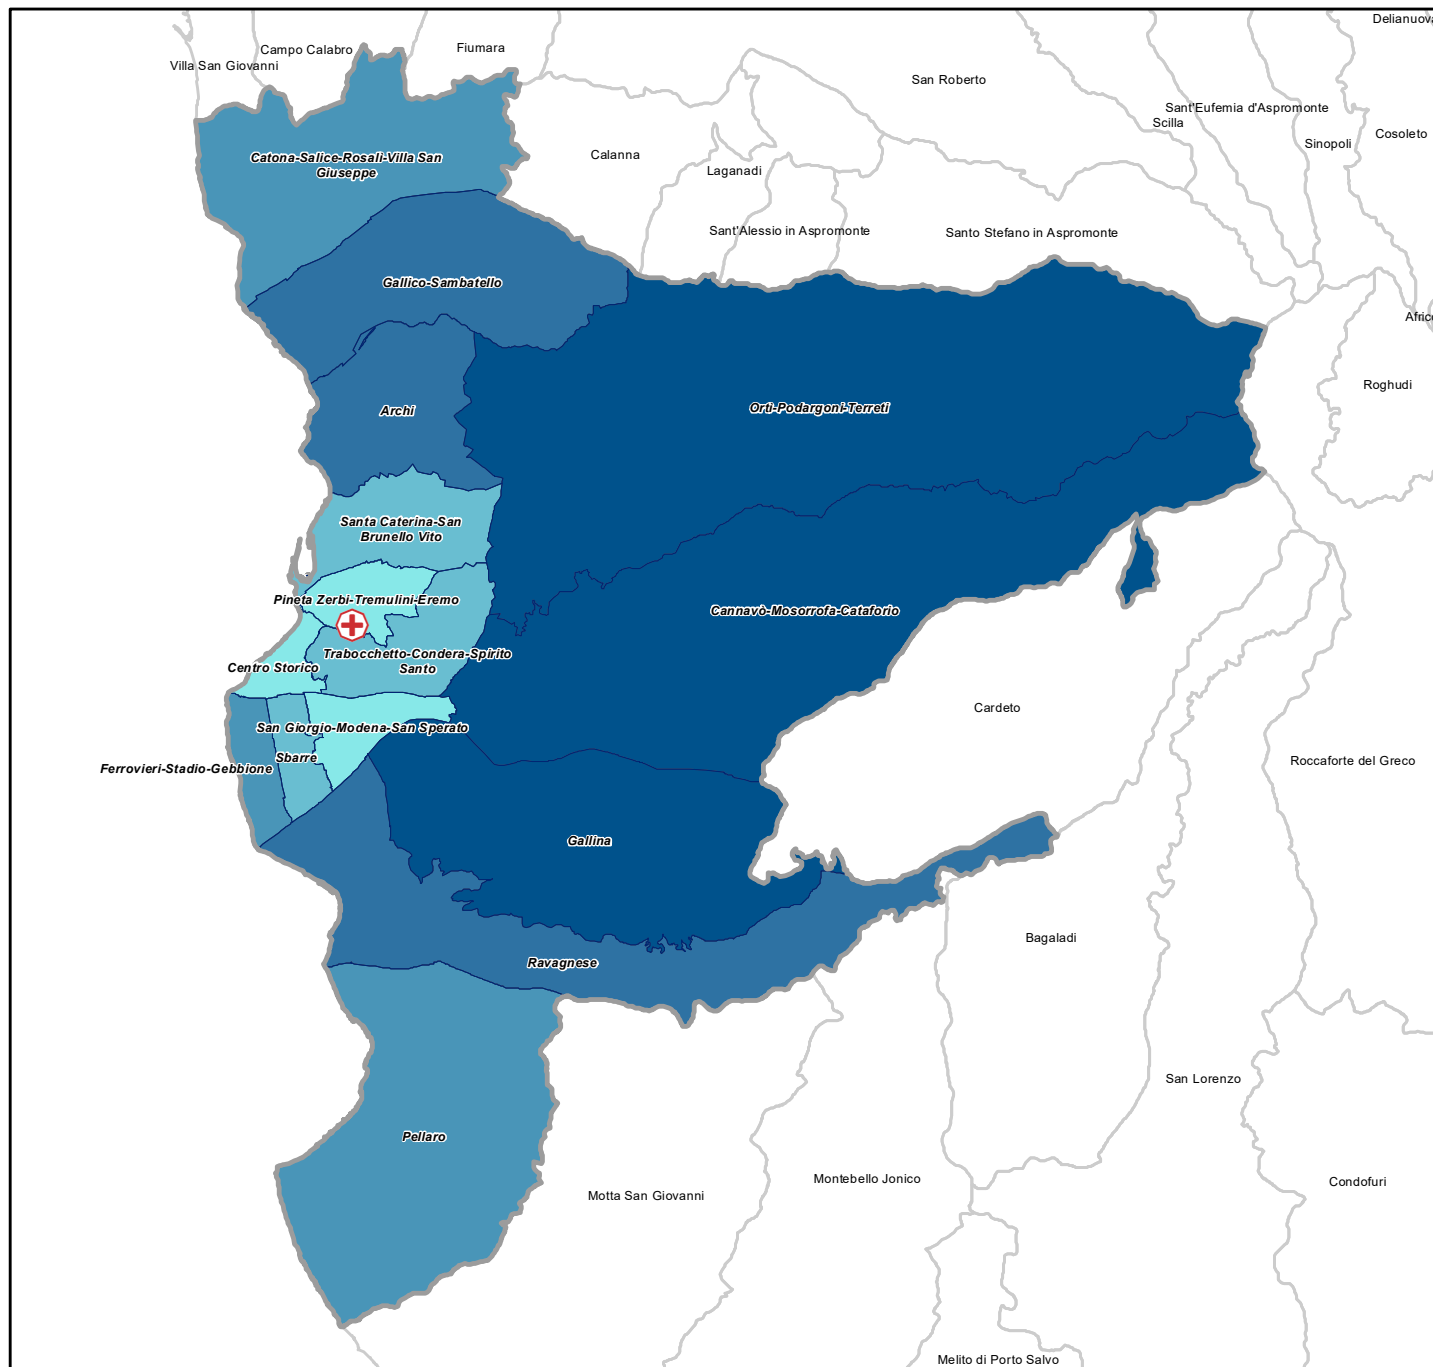 Delianuov
Campo Calabro
Fiumara
Villa San Giovanni
San Roberto
Sant'Eufemia d'Aspromonte
Scilla
Cosoleto
Sinopoli
Catona-Salice-Rosali-Villa San
Giuseppe
Calanna
Laganadi
Sant'Alessio in Aspromonte
Santo Stefano in Aspromonte
Gallico-Sambatello
Afric
Roghudi
Orti-Podargoni-Terreti
Archi
Santa Caterina-San
Brunello Vito
Pineta Zerbi-Tremulini-Eremo
Cannavò-Mosorrofa-Cataforio
Trabocchetto-Condera-Spirito
Santo
Centro Storico
Cardeto
San Giorgio-Modena-San Sperato
Sbarre
Ferrovieri-Stadio-Gebbione
Roccaforte del Greco
Gallina
Bagaladi
Ravagnese
San Lorenzo
Pellaro
Montebello Jonico
Condofuri
Motta San Giovanni
Melito di Porto Salvo